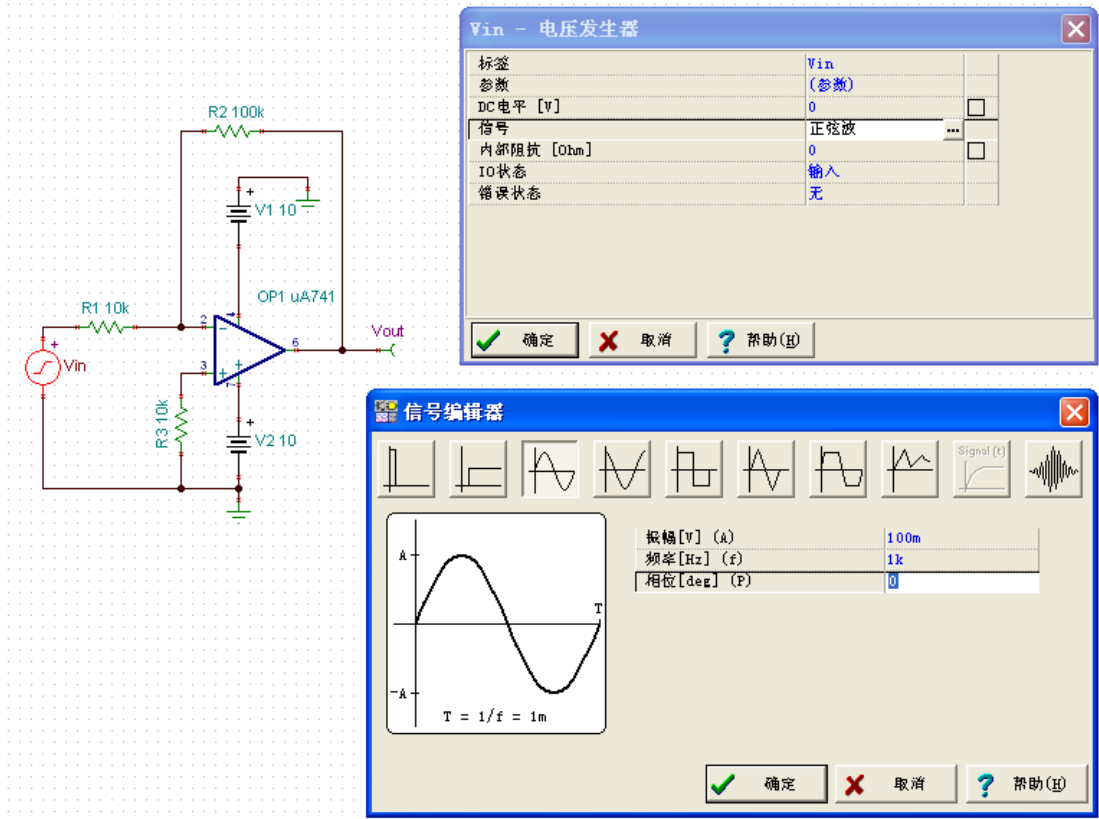 R2 100k
+
V1 10
OP1 uA741
R1 10k
2
4
-
6
Vout
+
Vin
3
+
+
7
R3 10k
+
V2 10
Vin - 电压发生器
标签 Vin
参数 (参数)
DC电平 [V] 0
信号 正弦波 ...
内部阻抗 [Ohm] 0
IO状态 输入
错误状态 无
确定 取消 帮助(H)
信号编辑器
Signal (t)
A
T
-A
T = 1/f = 1m
振幅[V] (A) 100m
频率[Hz] (f) 1k
相位[deg] (P) 0
确定 取消 帮助(H)